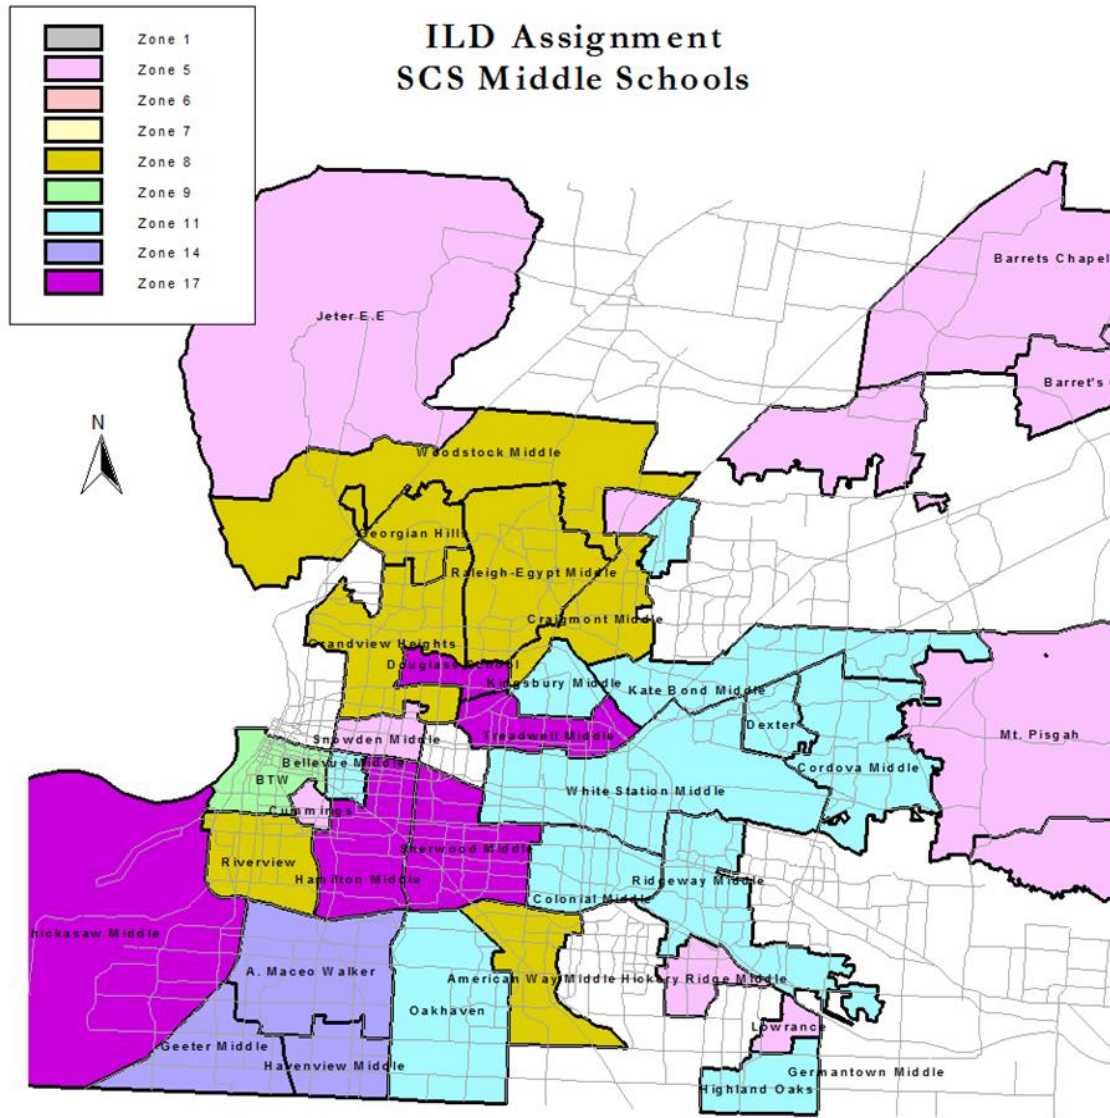 ILD Assignment
SCS Middle Schools
Zone 1
Zone 5
Zone 6
Zone 7
Zone 8
Zone 9
Zone 11
Zone 14
Zone 17
N
Barrets Chapel
Jeter E.E
Barret's
Woodstock Middle
Georgian Hills
Raleigh-Egypt Middle
Craigmont Middle
Grandview Heights
Douglass School
Kingsbury Middle
Kate Bond Middle
Dexter
Treadwell Middle
Snowden Middle
Mt. Pisgah
Bellevue Middle
Cordova Middle
BTW
White Station Middle
Cummings
Sherwood Middle
Riverview
Hamilton Middle
Ridgeway Middle
Colonial Middle
hickasaw Middle
A. Maceo Walker
American Way Middle
Hickory Ridge Middle
Oakhaven
Lowrance
Geeter Middle
Havenview Middle
Germantown Middle
Highland Oaks